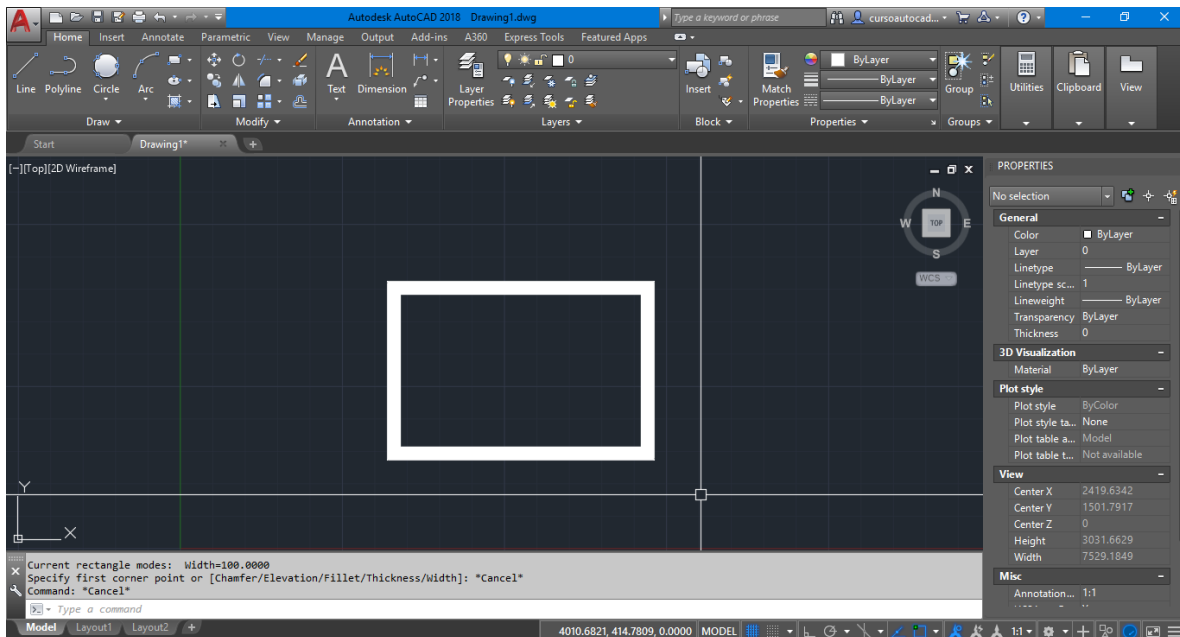 Autodesk AutoCAD 2018 Drawing1.dwg
Type a keyword or phrase
cursoautocad...
Home Insert Annotate Parametric View Manage Output Add-ins A360 Express Tools Featured Apps
Line Polyline Circle Arc
Text Dimension
Layer Properties
0
Insert
Match Properties
ByLayer
ByLayer
ByLayer
Group
Utilities Clipboard View
Draw Modify Annotation Layers Block Properties Groups
Start Drawing1* +
[−][Top][2D Wireframe]
N
W TOP E
S
WCS
Y
X
PROPERTIES
No selection
General
Color ByLayer
Layer 0
Linetype ByLayer
Linetype sc... 1
Lineweight ByLayer
Transparency ByLayer
Thickness 0
3D Visualization
Material ByLayer
Plot style
Plot style ByColor
Plot style ta... None
Plot table a... Model
Plot table t... Not available
View
Center X 2419.6342
Center Y 1501.7917
Center Z 0
Height 3031.6629
Width 7529.1849
Misc
Annotation... 1:1
Current rectangle modes: Width=100.0000
Specify first corner point or [Chamfer/Elevation/Fillet/Thickness/Width]: *Cancel*
Command: *Cancel*
Type a command
Model Layout1 Layout2 +
4010.6821, 414.7809, 0.0000 MODEL 1:1